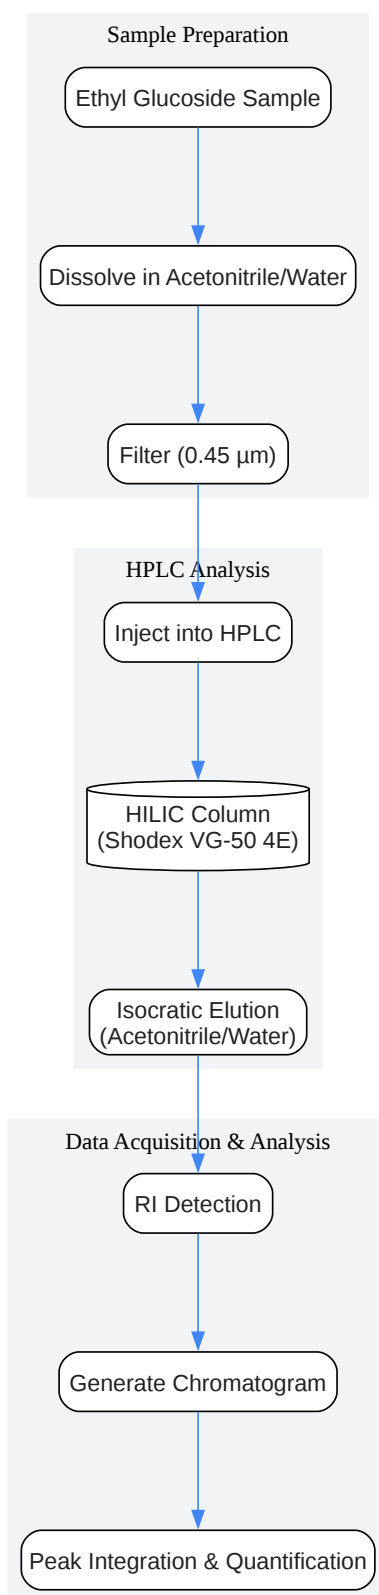 Sample Preparation
Ethyl Glucoside Sample
Dissolve in Acetonitrile/Water
Filter (0.45 µm)
HPLC Analysis
Inject into HPLC
HILIC Column
(Shodex VG-50 4E)
Isocratic Elution
(Acetonitrile/Water)
Data Acquisition & Analysis
RI Detection
Generate Chromatogram
Peak Integration & Quantification